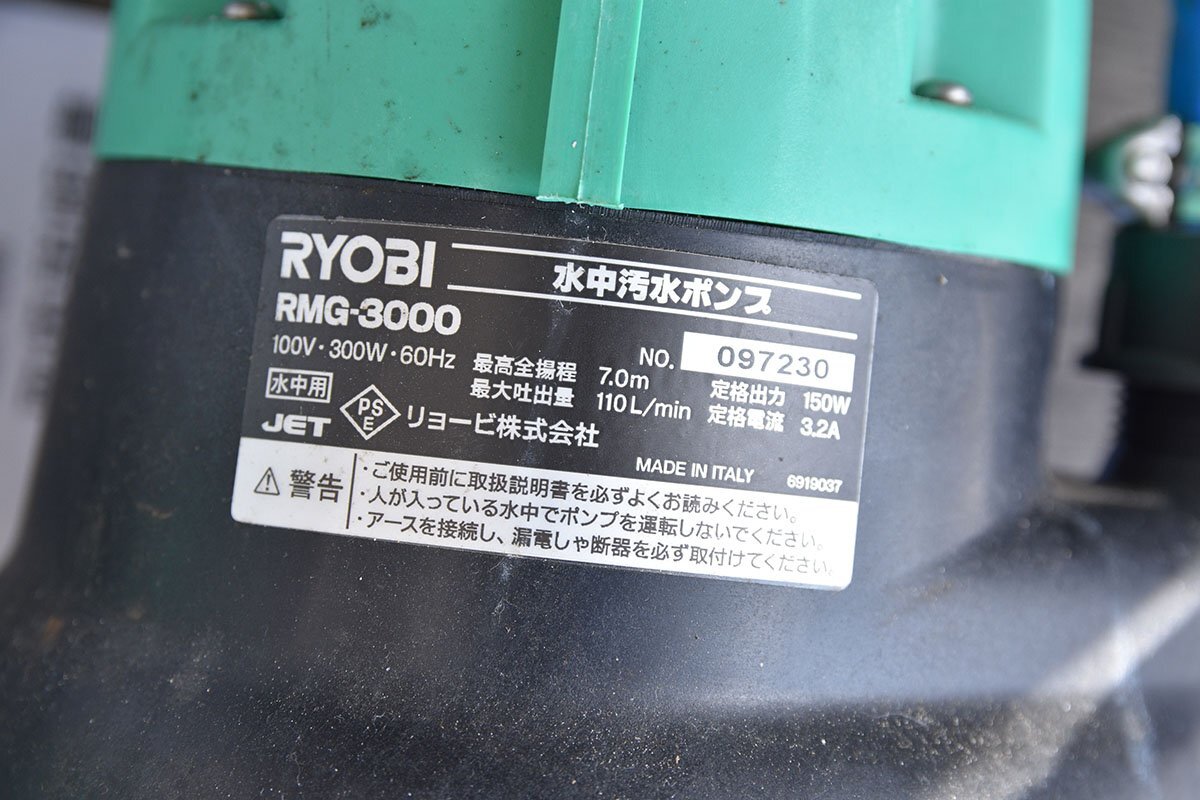 RYOBI 水中汚水ポンプ
RMG-3000
NO. 097230
100V・300W・60Hz 最高全揚程 7.0m 定格出力 150W
水中用 最大吐出量 110L/min 定格電流 3.2A
JET PSE リョービ株式会社
MADE IN ITALY 6919037
警告
・ご使用前に取扱説明書を必ずよくお読みください。
・人が入っている水中でポンプを運転しないでください。
・アースを接続し、漏電しゃ断器を必ず取付けてください。